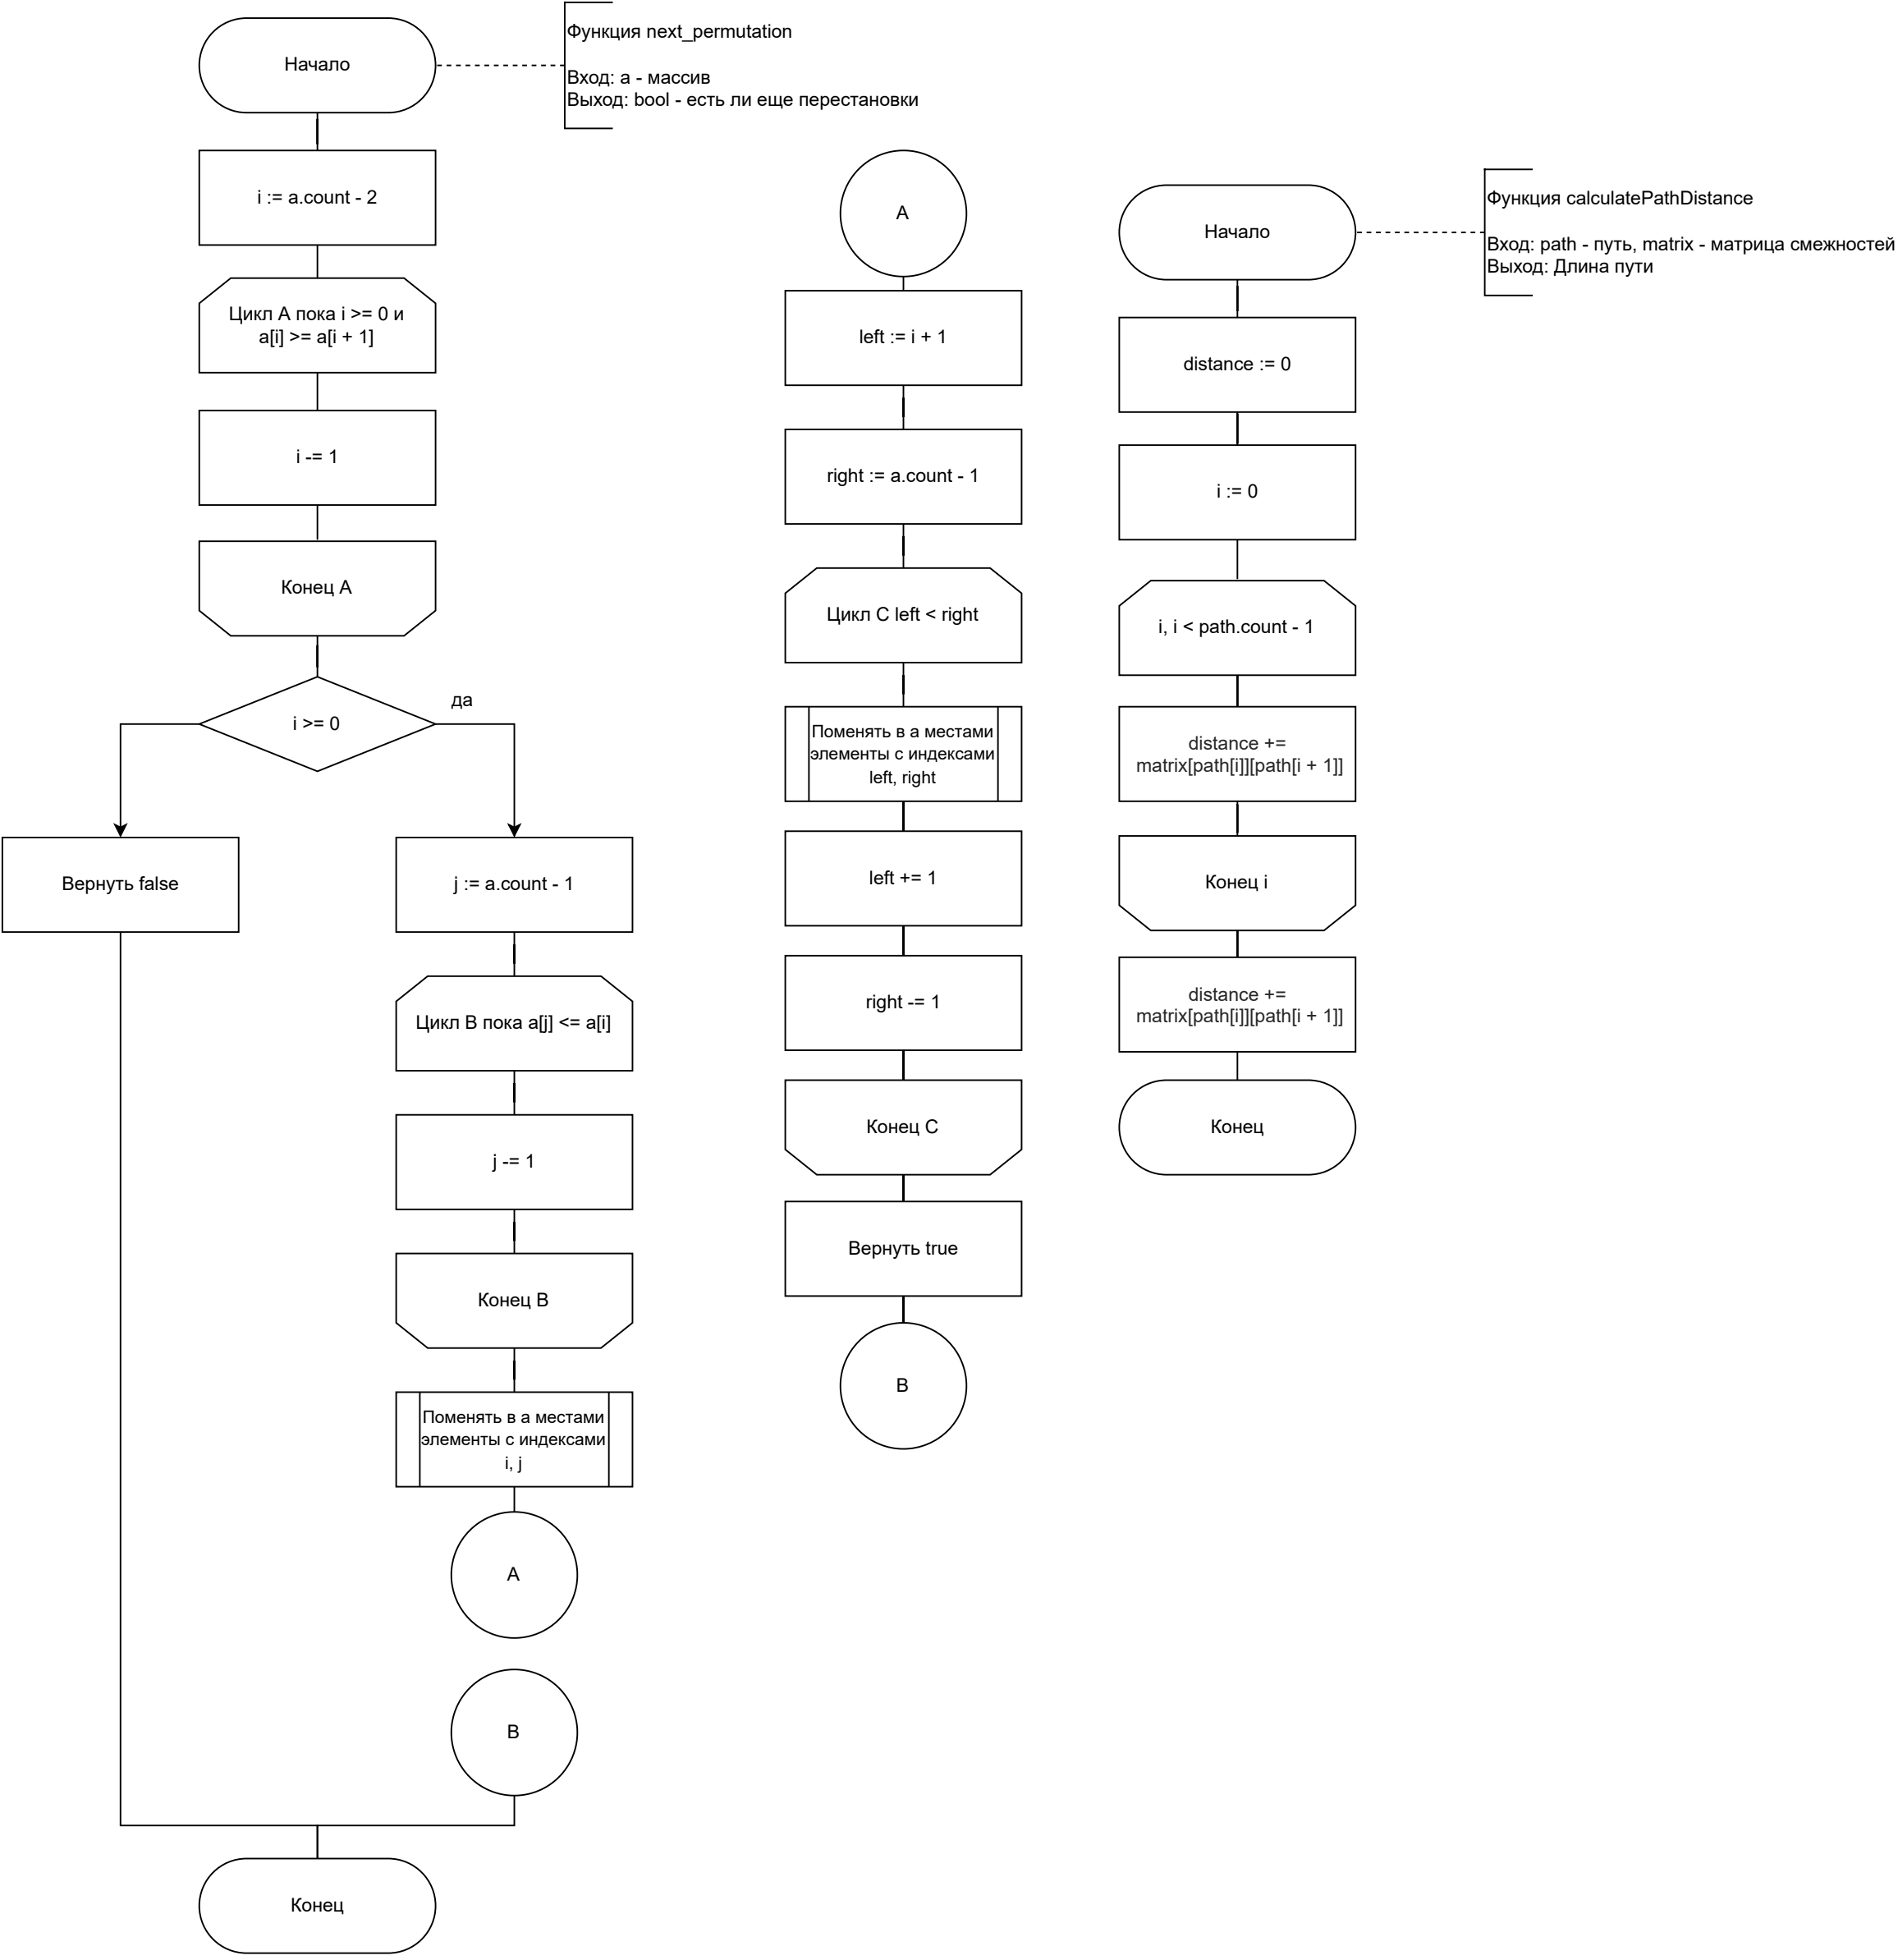 Начало
Функция next_permutation
Вход: a - массив
Выход: bool - есть ли еще перестановки
i := a.count - 2
Цикл A пока i >= 0 и
a[i] >= a[i + 1]
i -= 1
Конец A
i >= 0
да
Вернуть false
j := a.count - 1
Цикл B пока a[j] <= a[i]
j -= 1
Конец B
Поменять в a местами
элементы с индексами
i, j
A
B
Конец
A
left := i + 1
right := a.count - 1
Цикл C left < right
Поменять в a местами
элементы с индексами
left, right
left += 1
right -= 1
Конец C
Вернуть true
B
Начало
Функция calculatePathDistance
Вход: path - путь, matrix - матрица смежностей
Выход: Длина пути
distance := 0
i := 0
i, i < path.count - 1
distance +=
matrix[path[i]][path[i + 1]]
Конец i
distance +=
matrix[path[i]][path[i + 1]]
Конец